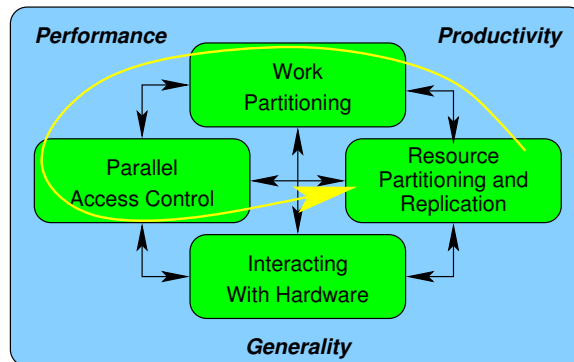 Performance
Productivity
Work
Partitioning
Parallel
Access Control
Resource
Partitioning and
Replication
Interacting
With Hardware
Generality